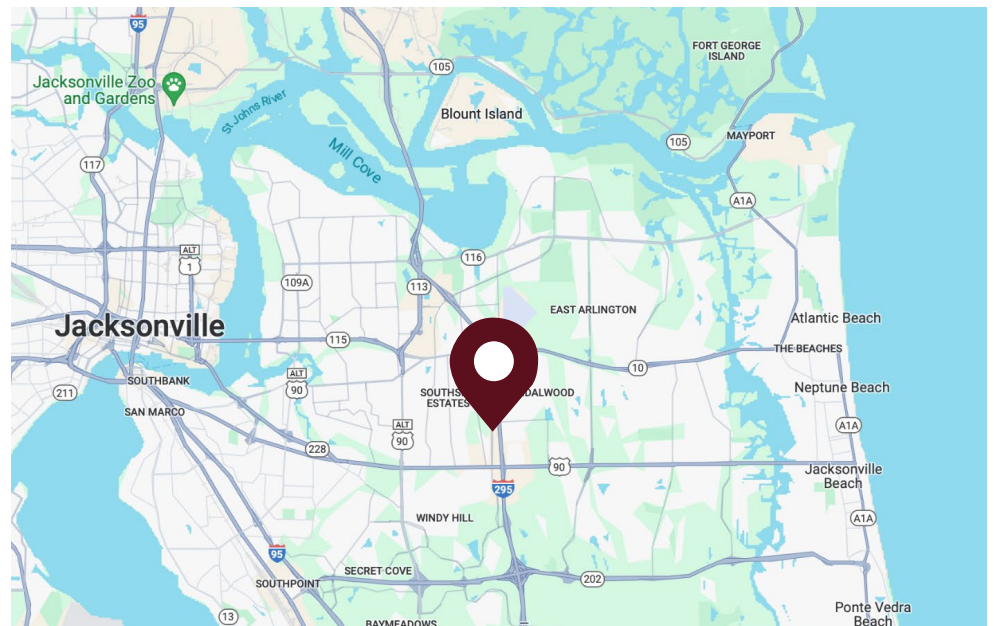 95
FORT GEORGE
ISLAND
105
Jacksonville Zoo
and Gardens
Blount Island
St Johns River
MAYPORT
105
Mill Cove
117
A1A
ALT
1
116
109A
113
EAST ARLINGTON
Atlantic Beach
Jacksonville
115
THE BEACHES
10
SOUTHBANK
ALT
90
Neptune Beach
211
ESTATES
SAN MARCO
ALT
90
A1A
228
90
Jacksonville
Beach
295
WINDY HILL
A1A
95
SECRET COVE
SOUTHPOINT
202
13
Ponte Vedra
Beach
BAYMEADOWS